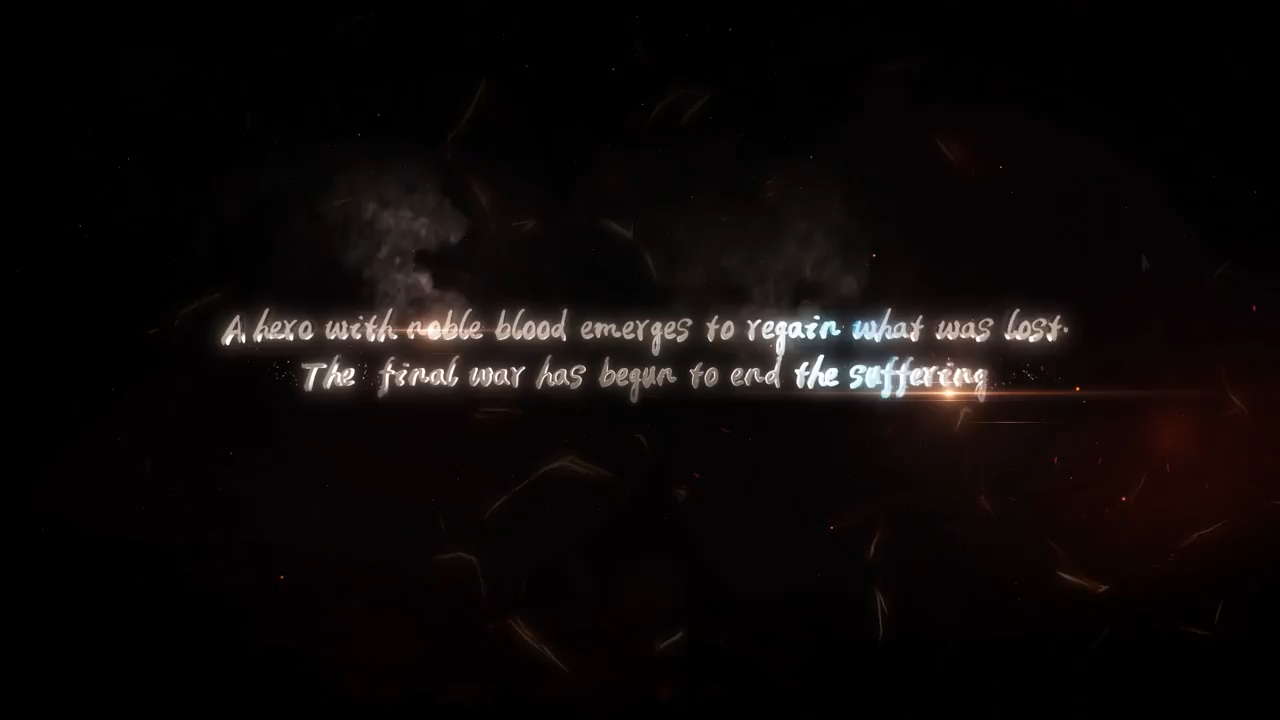 A hero with noble blood emerges to regain what was lost.
The final war has begun to end the suffering